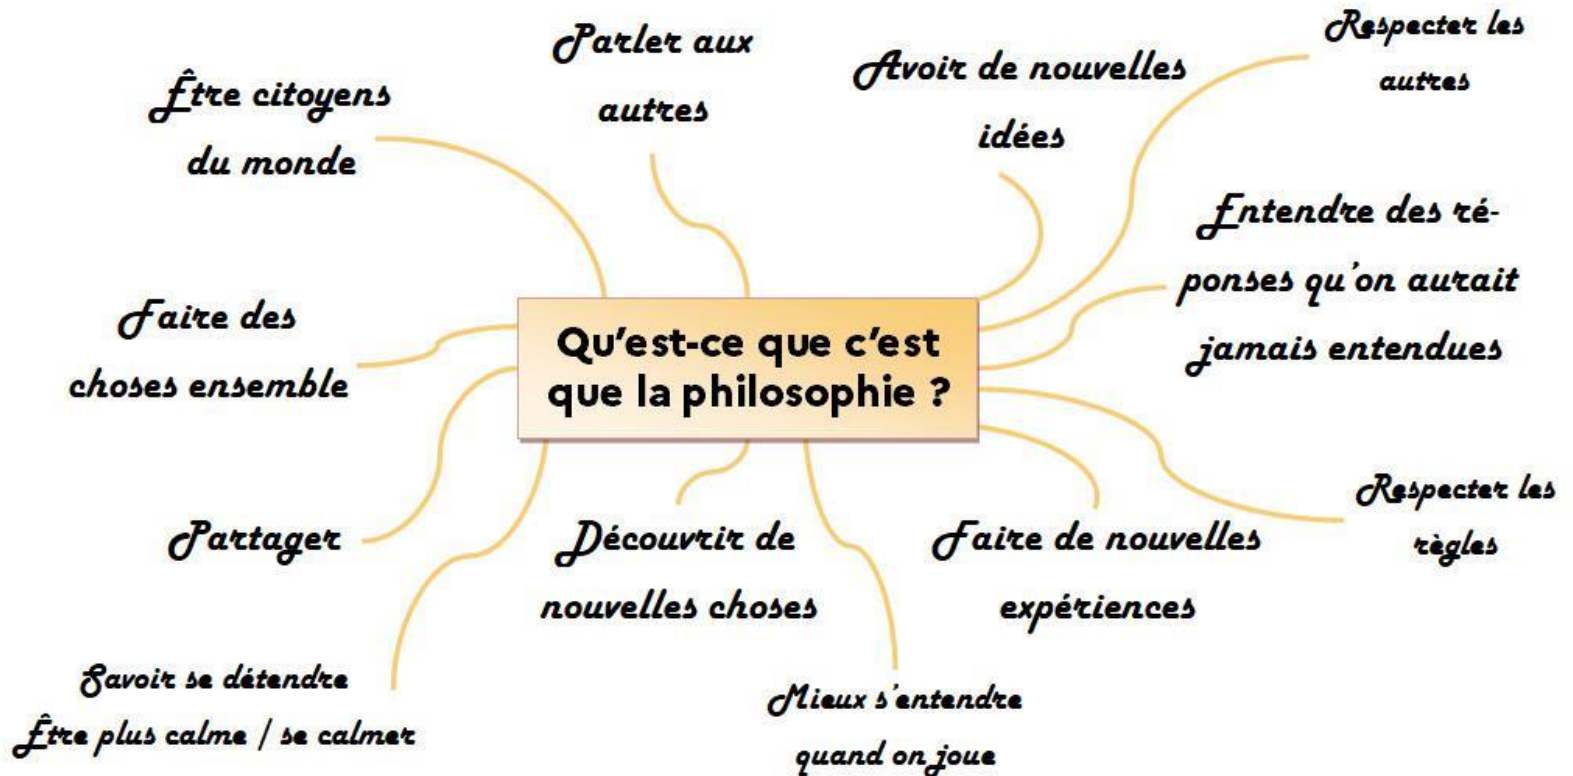 Être citoyens
du monde
Parler aux
autres
Avoir de nouvelles
idées
Respecter les
autres
Entendre des ré-
ponses qu'on aurait
jamais entendues
Faire des
choses ensemble
Qu'est-ce que c'est
que la philosophie ?
Respecter les
règles
Partager
Découvrir de
nouvelles choses
Faire de nouvelles
expériences
Savoir se détendre
Être plus calme / se calmer
Mieux s'entendre
quand on joue